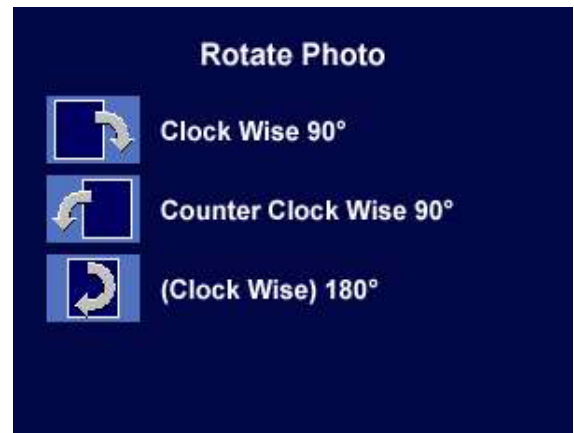 Rotate Photo
Clock Wise 90°
Counter Clock Wise 90°
(Clock Wise) 180°